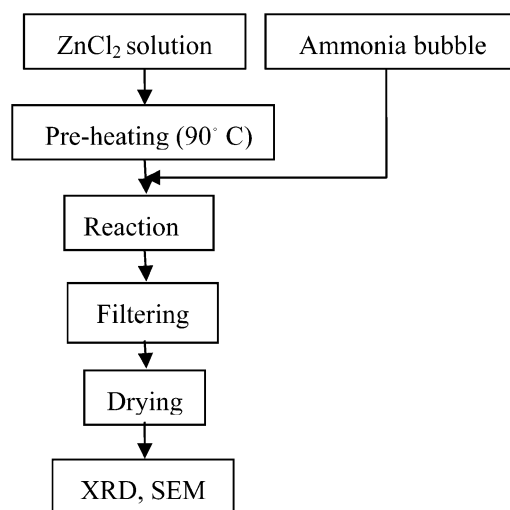 ZnCl₂ solution
Ammonia bubble
Pre-heating (90° C)
Reaction
Filtering
Drying
XRD, SEM